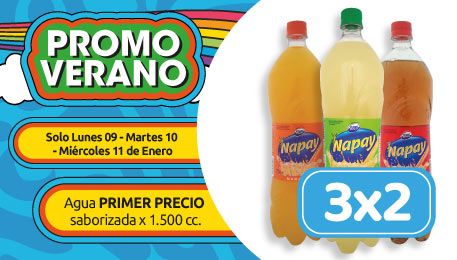 PROMO
VERANO
Solo Lunes 09 - Martes 10
- Miércoles 11 de Enero
Agua PRIMER PRECIO
saborizada x 1.500 cc.
Napay
Napay
Napay
3x2